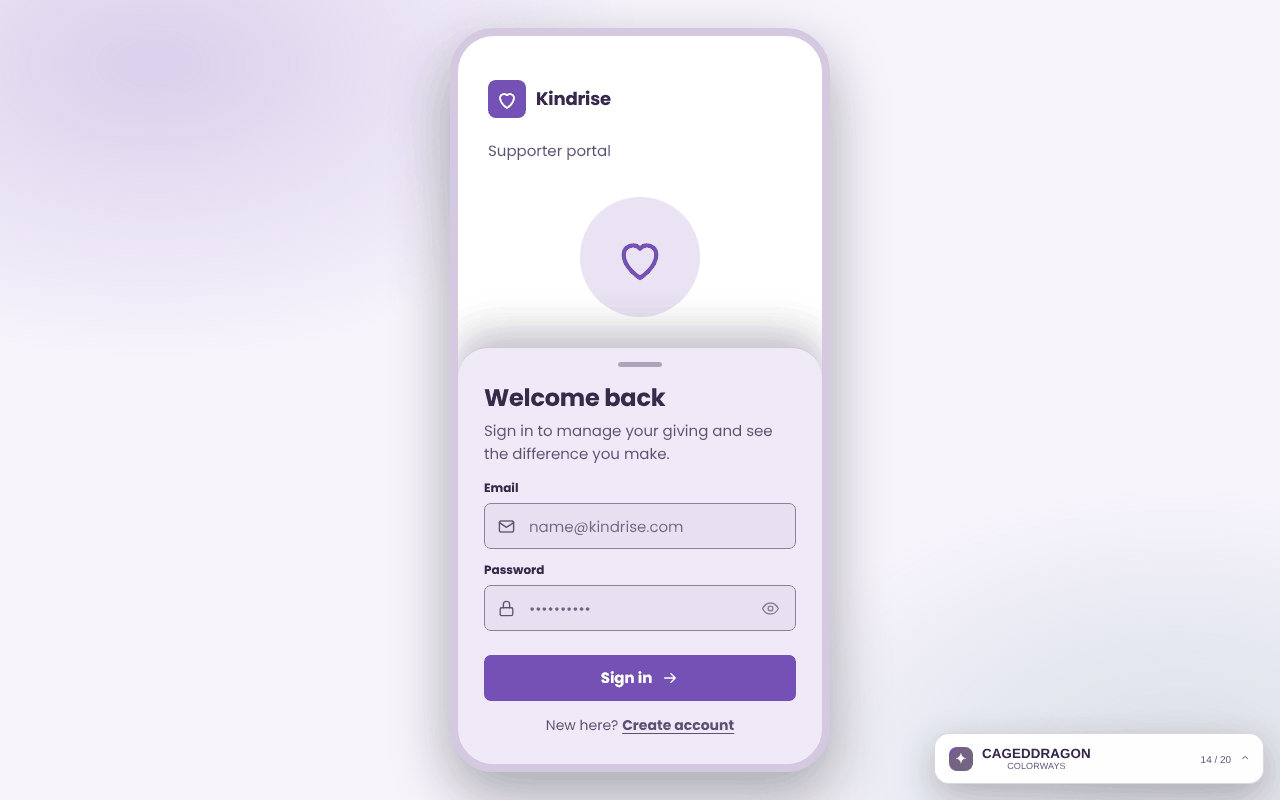 Kindrise
Supporter portal
Welcome back
Sign in to manage your giving and see
the difference you make.
Email
name@kindrise.com
Password
••••••••••
Sign in →
New here? Create account
CAGEDDRAGON
COLORWAYS
14 / 20